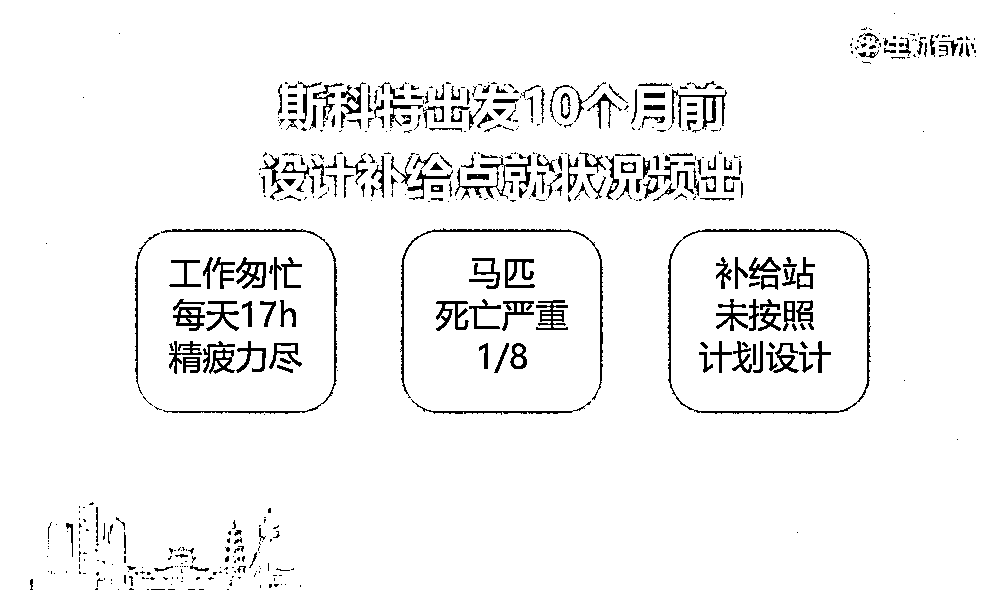 生财有术
斯科特出发10个月前
设计补给点就状况频出
工作匆忙
每天17h
精疲力尽
马匹
死亡严重
1/8
补给站
未按照
计划设计